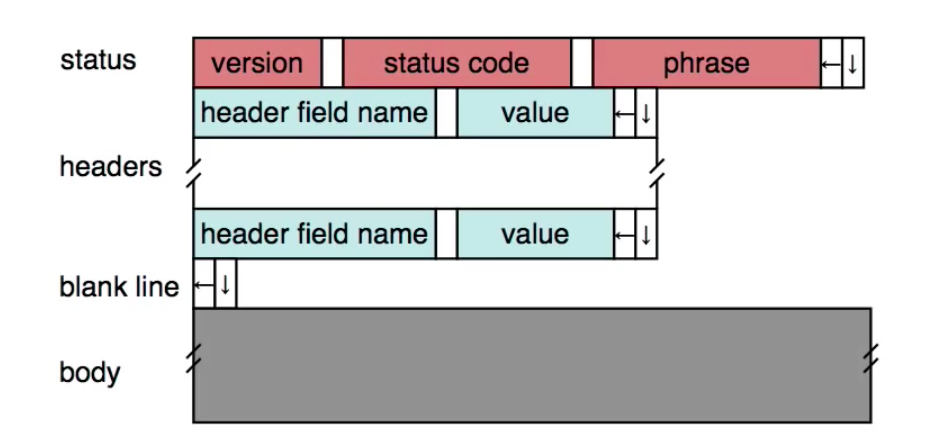 status version status code phrase ← ↓
header field name value ← ↓
headers
header field name value ← ↓
blank line ← ↓
body